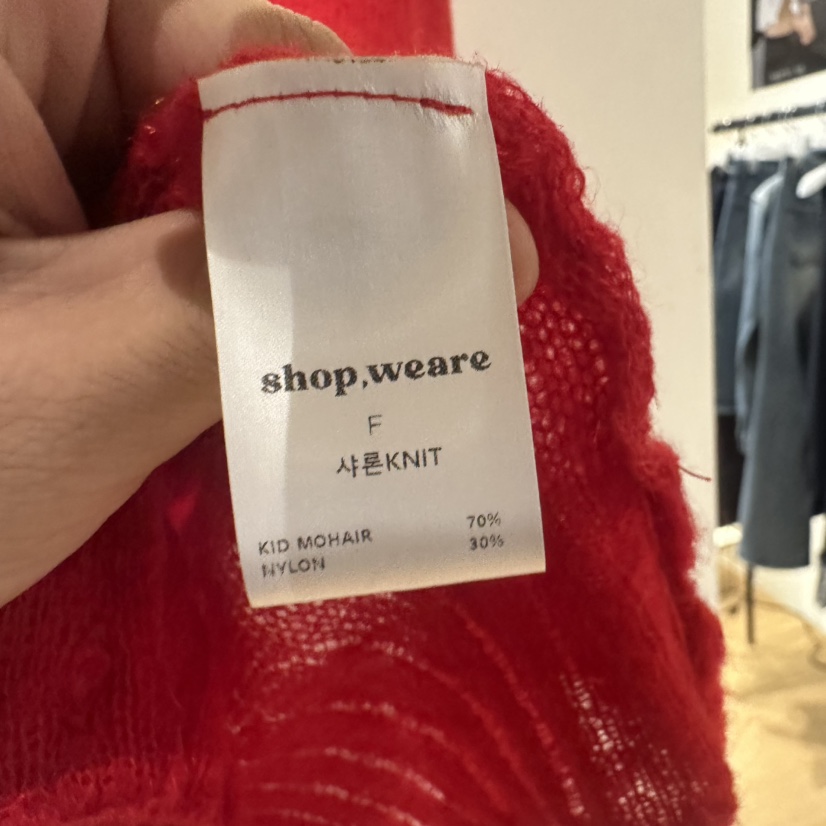 shop,weare
F
샤론KNIT
KID MOHAIR 70%
NYLON 30%